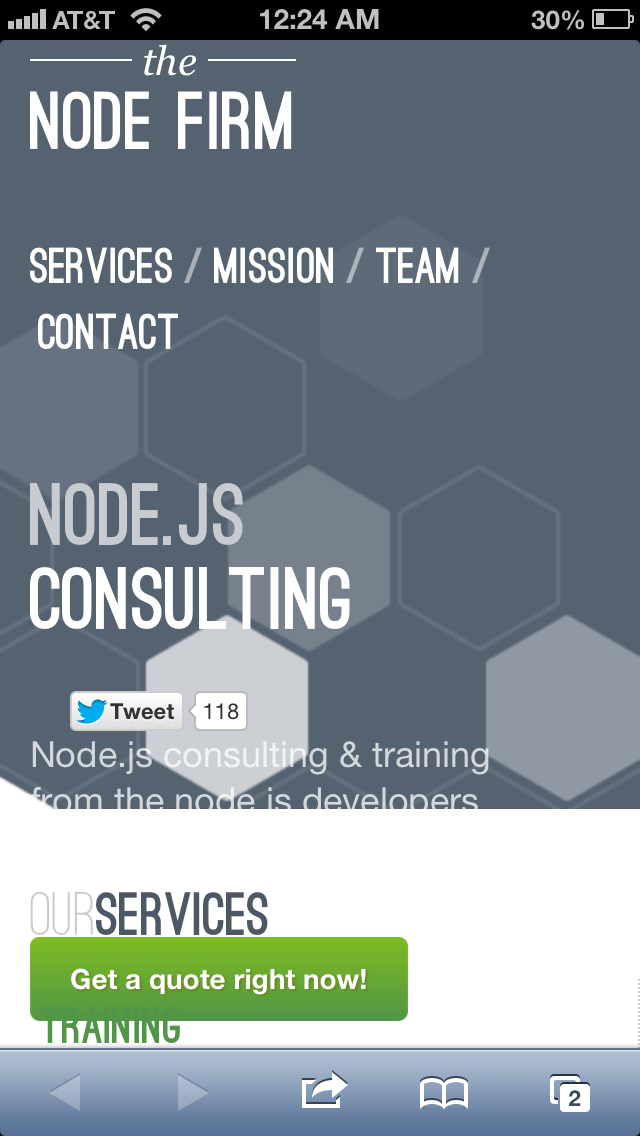 AT&T 12:24 AM 30%
the
NODE FIRM
SERVICES / MISSION / TEAM /
CONTACT
NODE.JS
CONSULTING
Tweet 118
Node.js consulting & training
from the node.js developers
OURSERVICES
Get a quote right now!
TRAINING
2